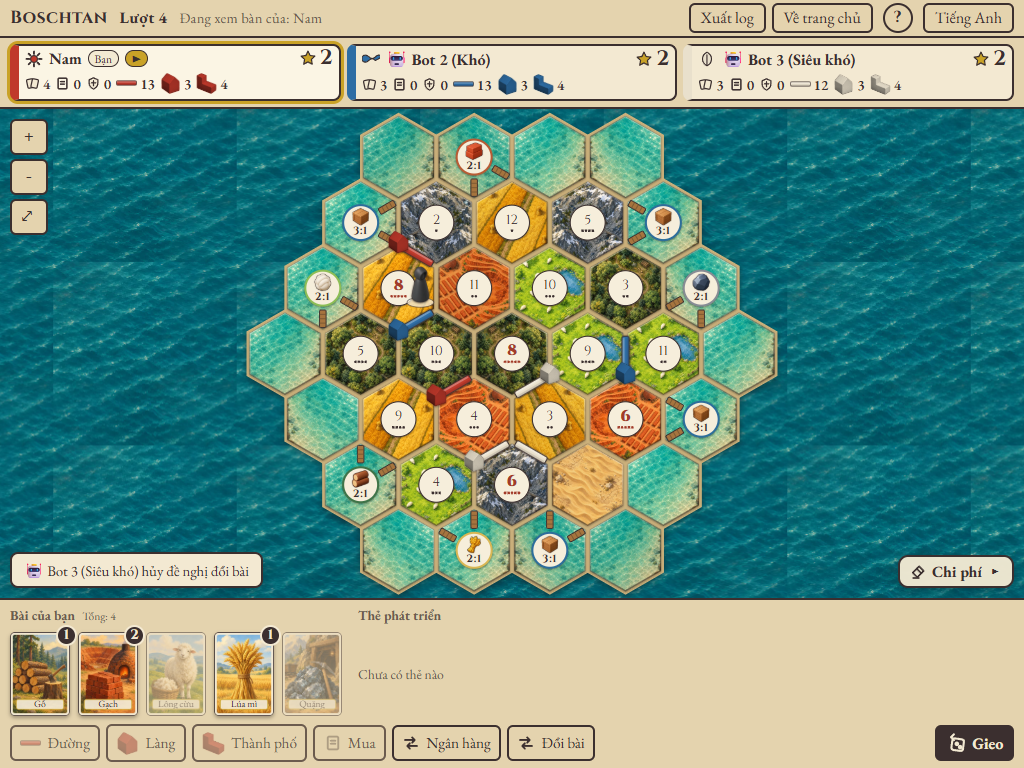 BOSCHTAN Lượt 4 Đang xem bàn của: Nam Xuất log Về trang chủ ? Tiếng Anh
Nam Bạn 2
4 0 0 13 3 4
Bot 2 (Khó) 2
3 0 0 13 3 4
Bot 3 (Siêu khó) 2
3 0 0 12 3 4
+
-
2:1
3:1 2 12 5 3:1
2:1 8 11 10 3 2:1
5 10 8 9 11
9 4 3 6 3:1
2:1 4 6
2:1 3:1
Bot 3 (Siêu khó) hủy đề nghị đổi bài
Chi phí
Bài của bạn Tổng: 4
1 2 1
Gỗ Gạch Lông cừu Lúa mì Quặng
Thẻ phát triển
Chưa có thẻ nào
Đường Làng Thành phố Mua Ngân hàng Đổi bài Gieo